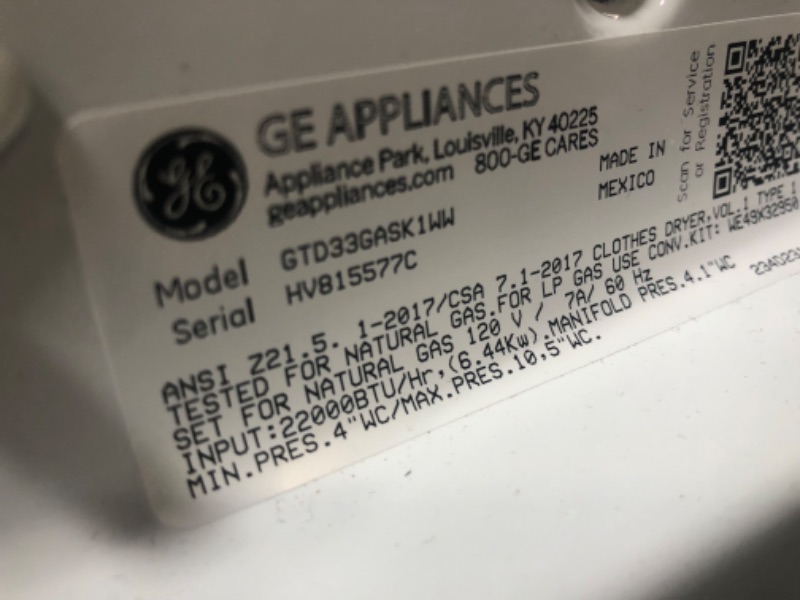 GE
GE APPLIANCES
Appliance Park, Louisville, KY 40225
geappliances.com 800-GE CARES
MADE IN
MEXICO
Scan for Service
or Registration
Model GTD33GASK1WW
Serial HV815577C
ANSI Z21.5. 1-2017/CSA 7.1-2017 CLOTHES DRYER,VOL.1 TYPE 1
TESTED FOR NATURAL GAS.FOR LP GAS USE CONV.KIT: WE49X32950
SET FOR NATURAL GAS 120 V / 7A/ 60 Hz
INPUT:22000BTU/Hr,(6.44Kw).MANIFOLD PRES.4.1"WC
MIN.PRES.4"WC/MAX.PRES.10,5"WC.